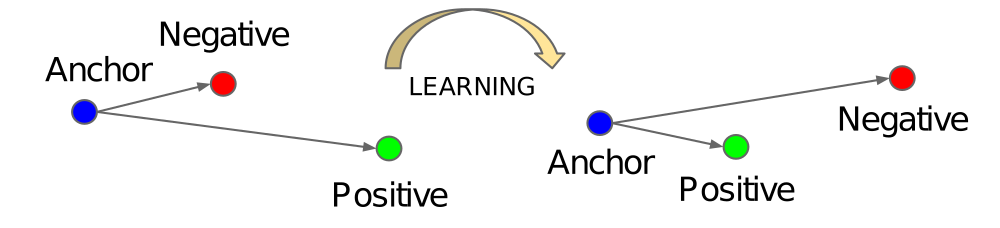 Negative
Anchor
Positive
LEARNING
Anchor
Positive
Negative